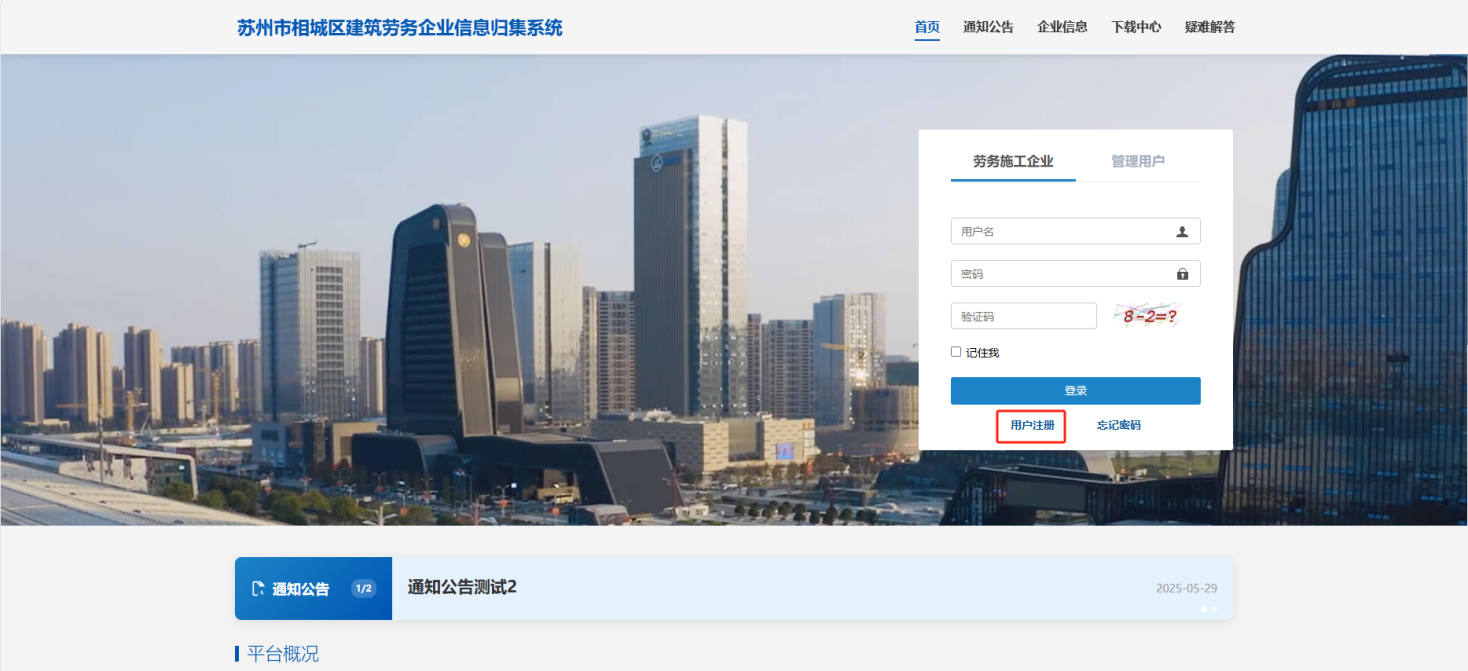 苏州市相城区建筑劳务企业信息归集系统
首页 通知公告 企业信息 下载中心 疑难解答
劳务施工企业 管理用户
用户名
密码
验证码 8-2=?
记住我
登录
用户注册 忘记密码
通知公告 1/2 通知公告测试2 2025-05-29
平台概况